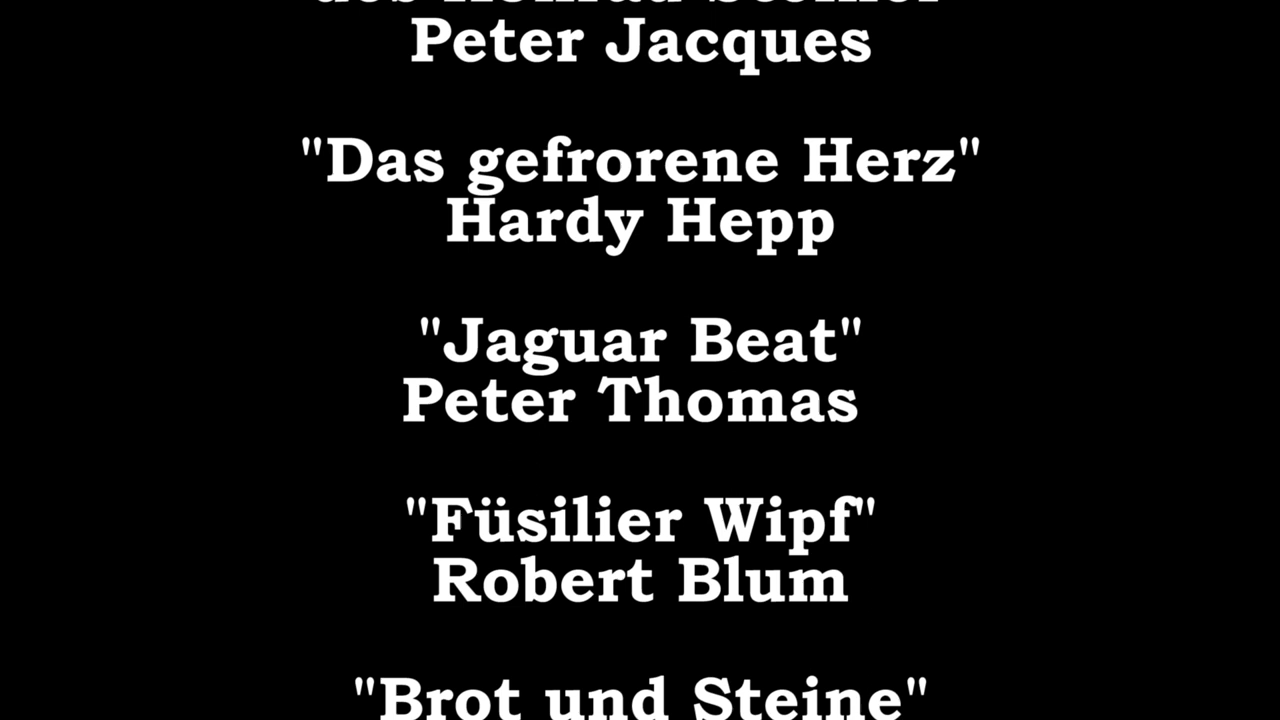 Peter Jacques
"Das gefrorene Herz"
Hardy Hepp
"Jaguar Beat"
Peter Thomas
"Füsilier Wipf"
Robert Blum
"Brot und Steine"